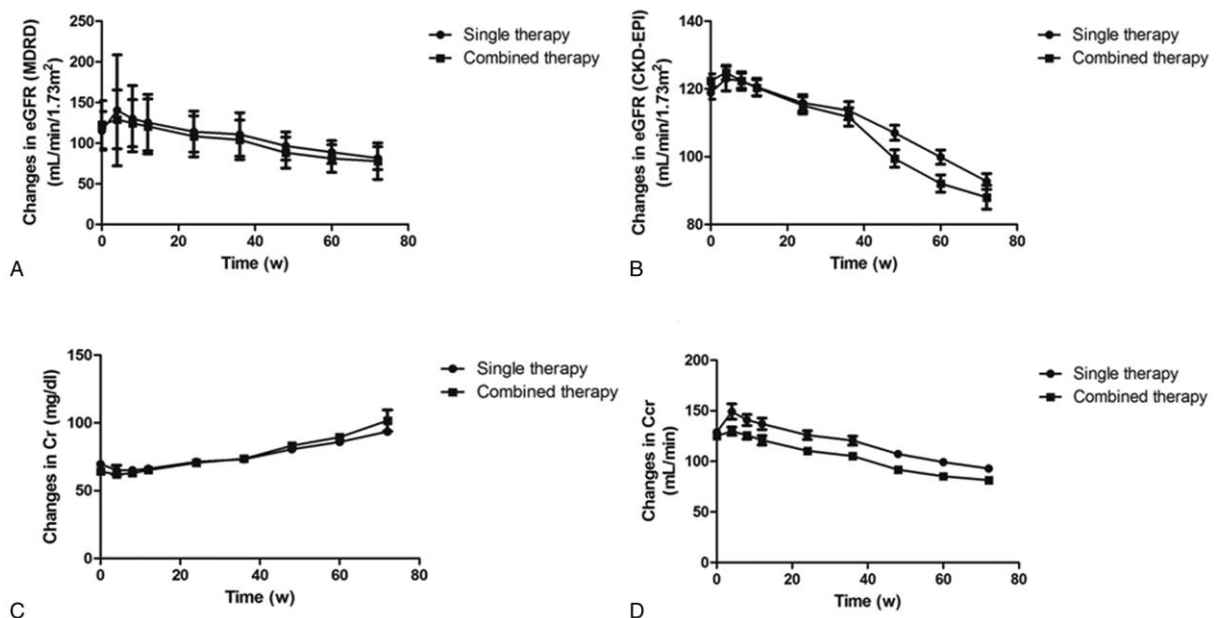 Changes in eGFR (MDRD)
(mL/min/1.73m²)
250
200
150
100
50
0
0 20 40 60 80
Time (w)
Single therapy
Combined therapy
A
Changes in eGFR (CKD-EPI)
(mL/min/1.73m²)
140
120
100
80
0 20 40 60 80
Time (w)
Single therapy
Combined therapy
B
Changes in Cr (mg/dl)
150
100
50
0
0 20 40 60 80
Time (w)
Single therapy
Combined therapy
C
Changes in Ccr
(mL/min)
200
150
100
50
0
0 20 40 60 80
Time (w)
Single therapy
Combined therapy
D